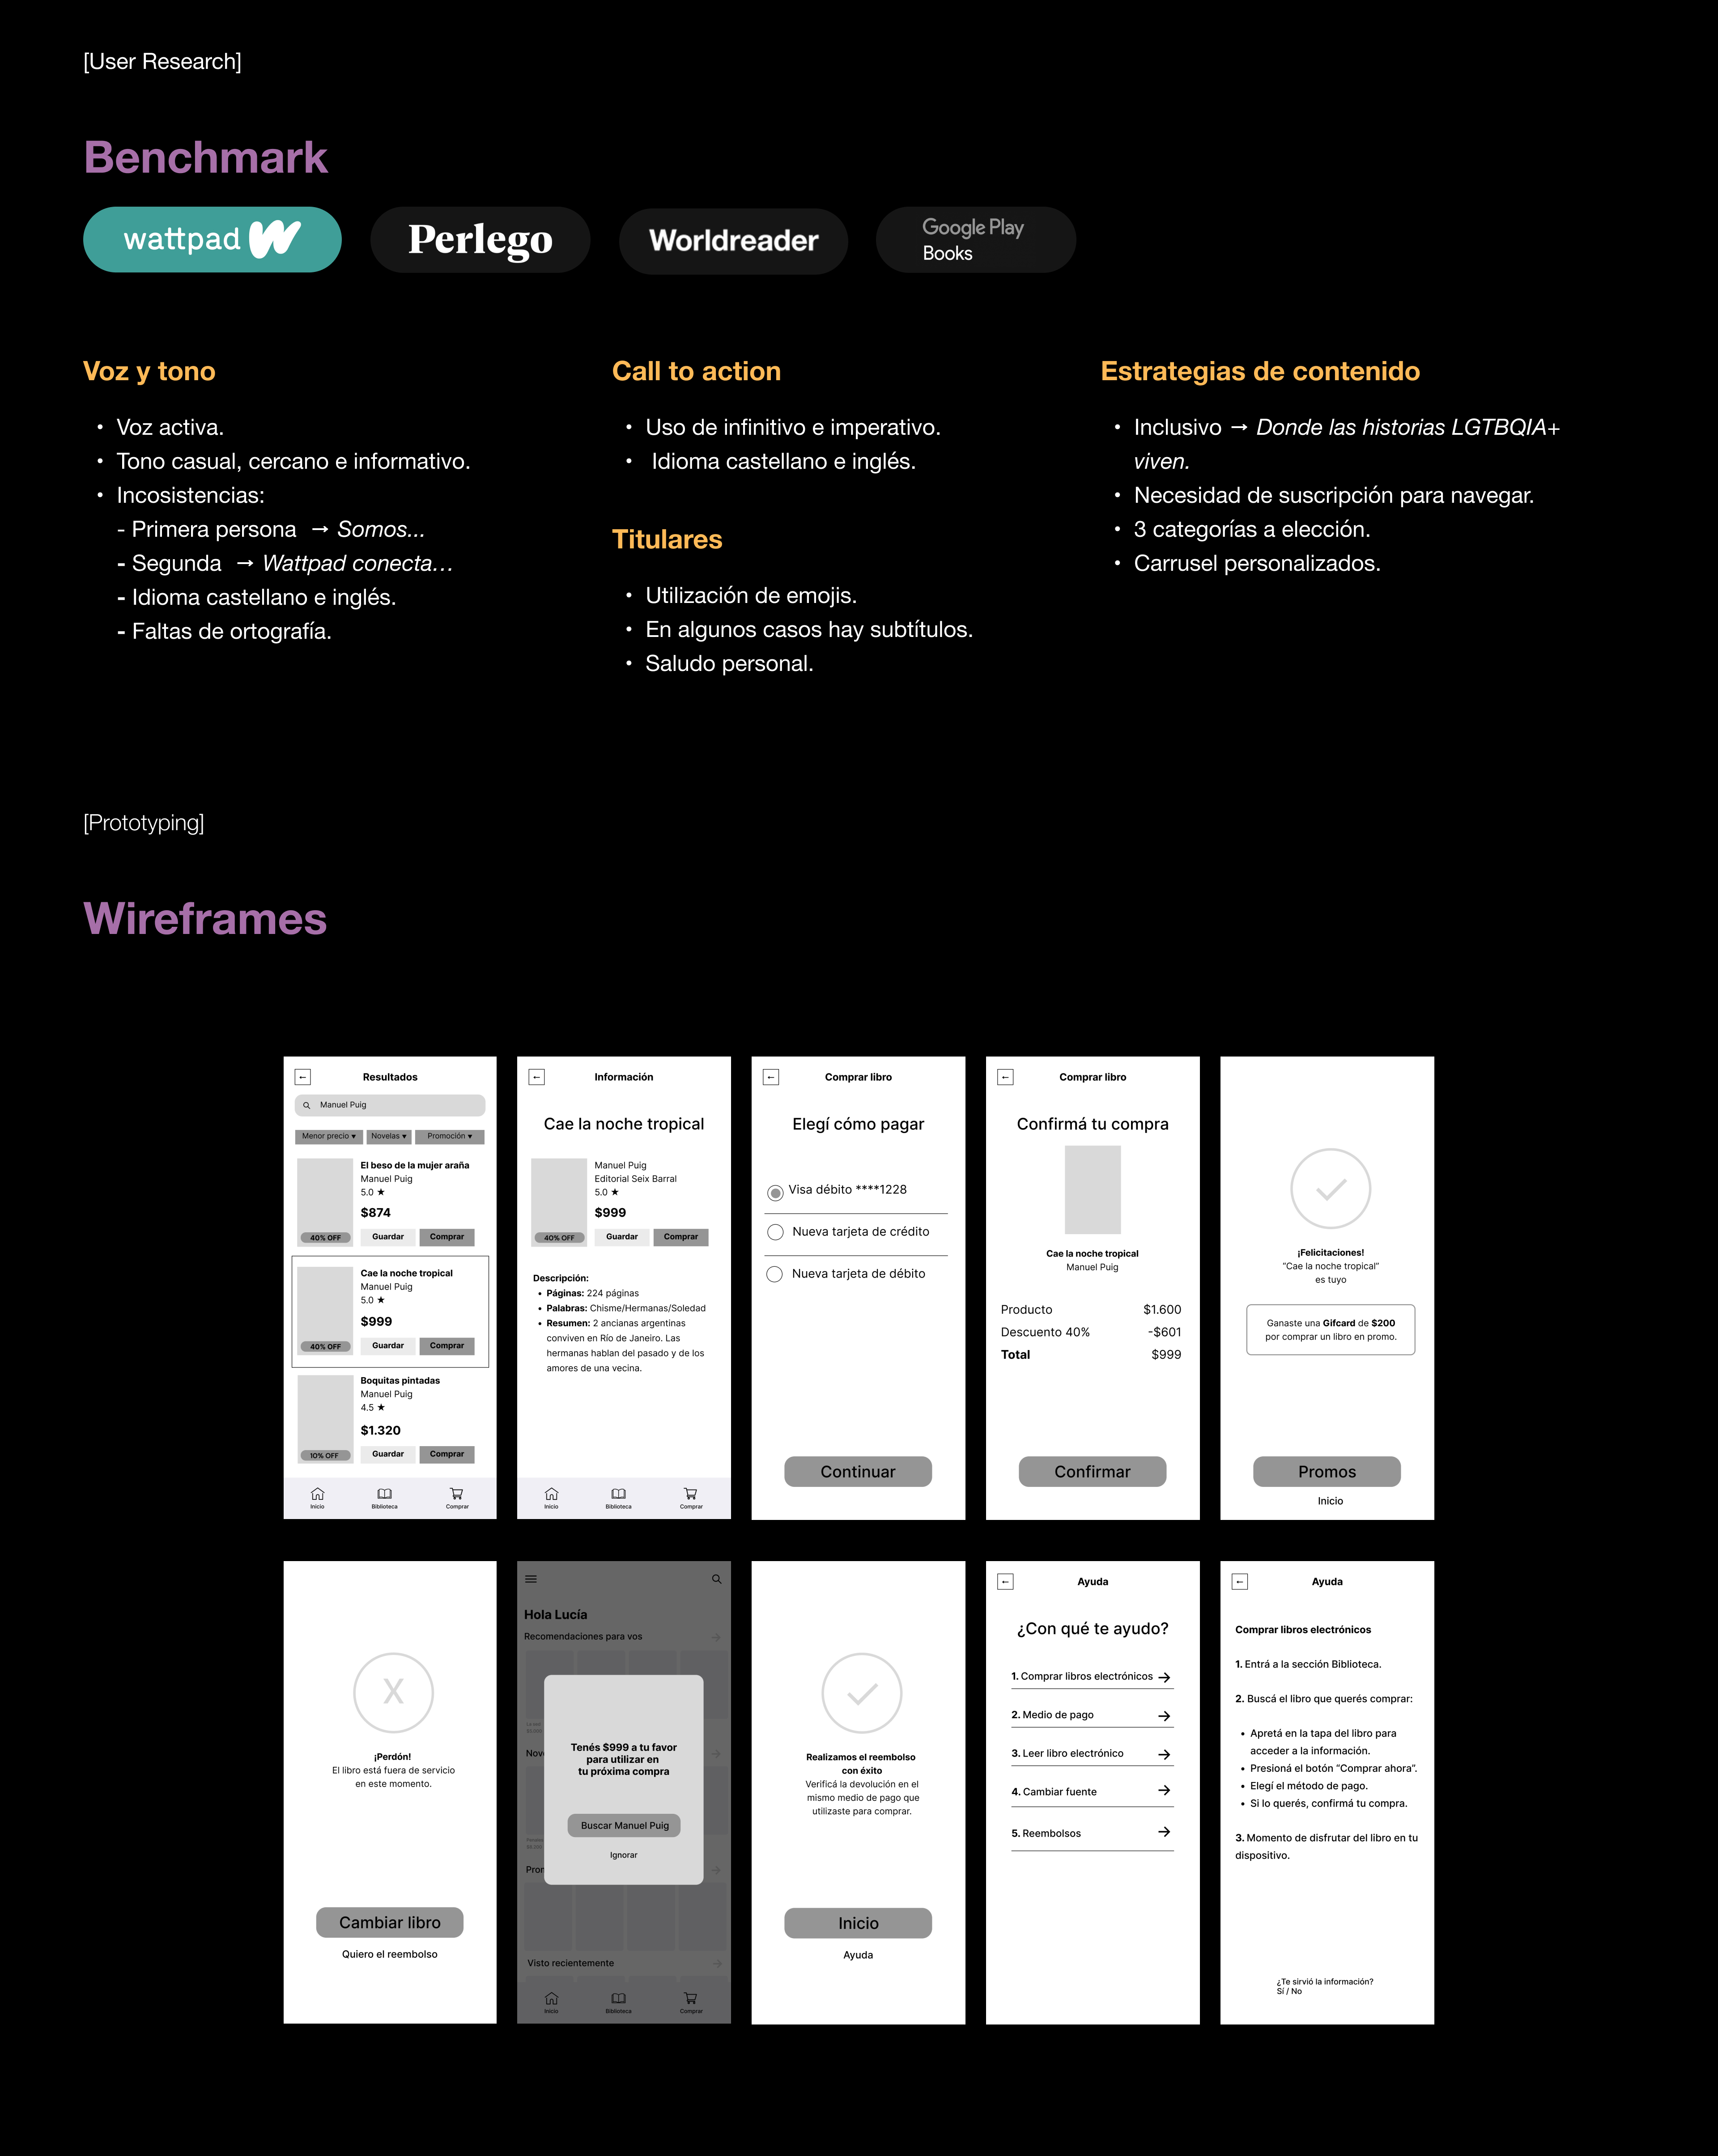 [User Research]
Benchmark
wattpad
Perlego
Worldreader
Google Play
Books
Voz y tono
• Voz activa.
• Tono casual, cercano e informativo.
• Incosistencias:
- Primera persona → Somos...
- Segunda → Wattpad conecta…
- Idioma castellano e inglés.
- Faltas de ortografía.
Call to action
• Uso de infinitivo e imperativo.
• Idioma castellano e inglés.
Titulares
• Utilización de emojis.
• En algunos casos hay subtítulos.
• Saludo personal.
Estrategias de contenido
• Inclusivo → Donde las historias LGTBQIA+
viven.
• Necesidad de suscripción para navegar.
• 3 categorías a elección.
• Carrusel personalizados.
[Prototyping]
Wireframes
← Resultados
Manuel Puig
Menor precio ▾ Novelas ▾ Promoción ▾
El beso de la mujer araña
Manuel Puig
5.0 ★
$874
40% OFF Guardar Comprar
Cae la noche tropical
Manuel Puig
5.0 ★
$999
40% OFF Guardar Comprar
Boquitas pintadas
Manuel Puig
4.5 ★
$1.320
10% OFF Guardar Comprar
Inicio Biblioteca Comprar
← Información
Cae la noche tropical
Manuel Puig
Editorial Seix Barral
5.0 ★
$999
40% OFF Guardar Comprar
Descripción:
• Páginas: 224 páginas
• Palabras: Chisme/Hermanas/Soledad
• Resumen: 2 ancianas argentinas
conviven en Río de Janeiro. Las
hermanas hablan del pasado y de los
amores de una vecina.
Inicio Biblioteca Comprar
← Comprar libro
Elegí cómo pagar
Visa débito ****1228
Nueva tarjeta de crédito
Nueva tarjeta de débito
Continuar
← Comprar libro
Confirmá tu compra
Cae la noche tropical
Manuel Puig
Producto $1.600
Descuento 40% -$601
Total $999
Confirmar
¡Felicitaciones!
“Cae la noche tropical”
es tuyo
Ganaste una Gifcard de $200
por comprar un libro en promo.
Promos
Inicio
X
¡Perdón!
El libro está fuera de servicio
en este momento.
Cambiar libro
Quiero el reembolso
Hola Lucía
Recomendaciones para vos
Nov
Pron
Tenés $999 a tu favor
para utilizar en
tu próxima compra
Buscar Manuel Puig
Ignorar
Visto recientemente
Inicio Biblioteca Comprar
Realizamos el reembolso
con éxito
Verificá la devolución en el
mismo medio de pago que
utilizaste para comprar.
Inicio
Ayuda
← Ayuda
¿Con qué te ayudo?
1. Comprar libros electrónicos →
2. Medio de pago →
3. Leer libro electrónico →
4. Cambiar fuente →
5. Reembolsos →
← Ayuda
Comprar libros electrónicos
1. Entrá a la sección Biblioteca.
2. Buscá el libro que querés comprar:
• Apretá en la tapa del libro para
acceder a la información.
• Presioná el botón “Comprar ahora”.
• Elegí el método de pago.
• Si lo querés, confirmá tu compra.
3. Momento de disfrutar del libro en tu
dispositivo.
¿Te sirvió la información?
Sí / No